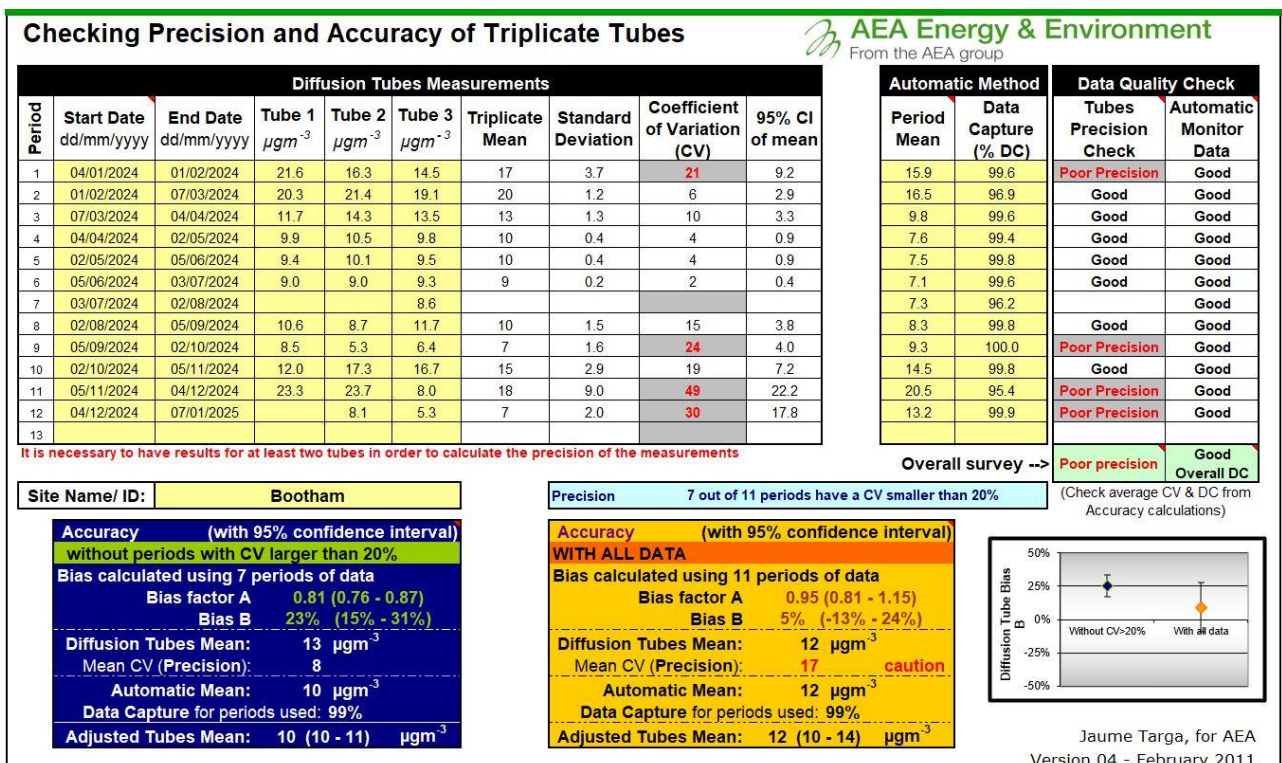 Checking Precision and Accuracy of Triplicate Tubes
AEA Energy & Environment
From the AEA group
Diffusion Tubes Measurements
Automatic Method
Data Quality Check
Period
Start Date dd/mm/yyyy
End Date dd/mm/yyyy
Tube 1 µgm-3
Tube 2 µgm-3
Tube 3 µgm-3
Triplicate Mean
Standard Deviation
Coefficient of Variation (CV)
95% CI of mean
Period Mean
Data Capture (% DC)
Tubes Precision Check
Automatic Monitor Data
1 04/01/2024 01/02/2024 21.6 16.3 14.5 17 3.7 21 9.2 15.9 99.6 Poor Precision Good
2 01/02/2024 07/03/2024 20.3 21.4 19.1 20 1.2 6 2.9 16.5 96.9 Good Good
3 07/03/2024 04/04/2024 11.7 14.3 13.5 13 1.3 10 3.3 9.8 99.6 Good Good
4 04/04/2024 02/05/2024 9.9 10.5 9.8 10 0.4 4 0.9 7.6 99.4 Good Good
5 02/05/2024 05/06/2024 9.4 10.1 9.5 10 0.4 4 0.9 7.5 99.8 Good Good
6 05/06/2024 03/07/2024 9.0 9.0 9.3 9 0.2 2 0.4 7.1 99.6 Good Good
7 03/07/2024 02/08/2024 8.6 7.3 96.2 Good
8 02/08/2024 05/09/2024 10.6 8.7 11.7 10 1.5 15 3.8 8.3 99.8 Good Good
9 05/09/2024 02/10/2024 8.5 5.3 6.4 7 1.6 24 4.0 9.3 100.0 Poor Precision Good
10 02/10/2024 05/11/2024 12.0 17.3 16.7 15 2.9 19 7.2 14.5 99.8 Good Good
11 05/11/2024 04/12/2024 23.3 23.7 8.0 18 9.0 49 22.2 20.5 95.4 Poor Precision Good
12 04/12/2024 07/01/2025 8.1 5.3 7 2.0 30 17.8 13.2 99.9 Poor Precision Good
13
It is necessary to have results for at least two tubes in order to calculate the precision of the measurements
Overall survey --> Poor precision Good Overall DC
Site Name/ ID: Bootham
Precision 7 out of 11 periods have a CV smaller than 20%
(Check average CV & DC from
Accuracy calculations)
Accuracy (with 95% confidence interval)
without periods with CV larger than 20%
Bias calculated using 7 periods of data
Bias factor A 0.81 (0.76 - 0.87)
Bias B 23% (15% - 31%)
Diffusion Tubes Mean: 13 µgm-3
Mean CV (Precision): 8
Automatic Mean: 10 µgm-3
Data Capture for periods used: 99%
Adjusted Tubes Mean: 10 (10 - 11) µgm-3
Accuracy (with 95% confidence interval)
WITH ALL DATA
Bias calculated using 11 periods of data
Bias factor A 0.95 (0.81 - 1.15)
Bias B 5% (-13% - 24%)
Diffusion Tubes Mean: 12 µgm-3
Mean CV (Precision): 17 caution
Automatic Mean: 12 µgm-3
Data Capture for periods used: 99%
Adjusted Tubes Mean: 12 (10 - 14) µgm-3
Diffusion Tube Bias B
50%
25%
0%
-25%
-50%
Without CV>20%
With all data
Jaume Targa, for AEA
Version 04 - February 2011